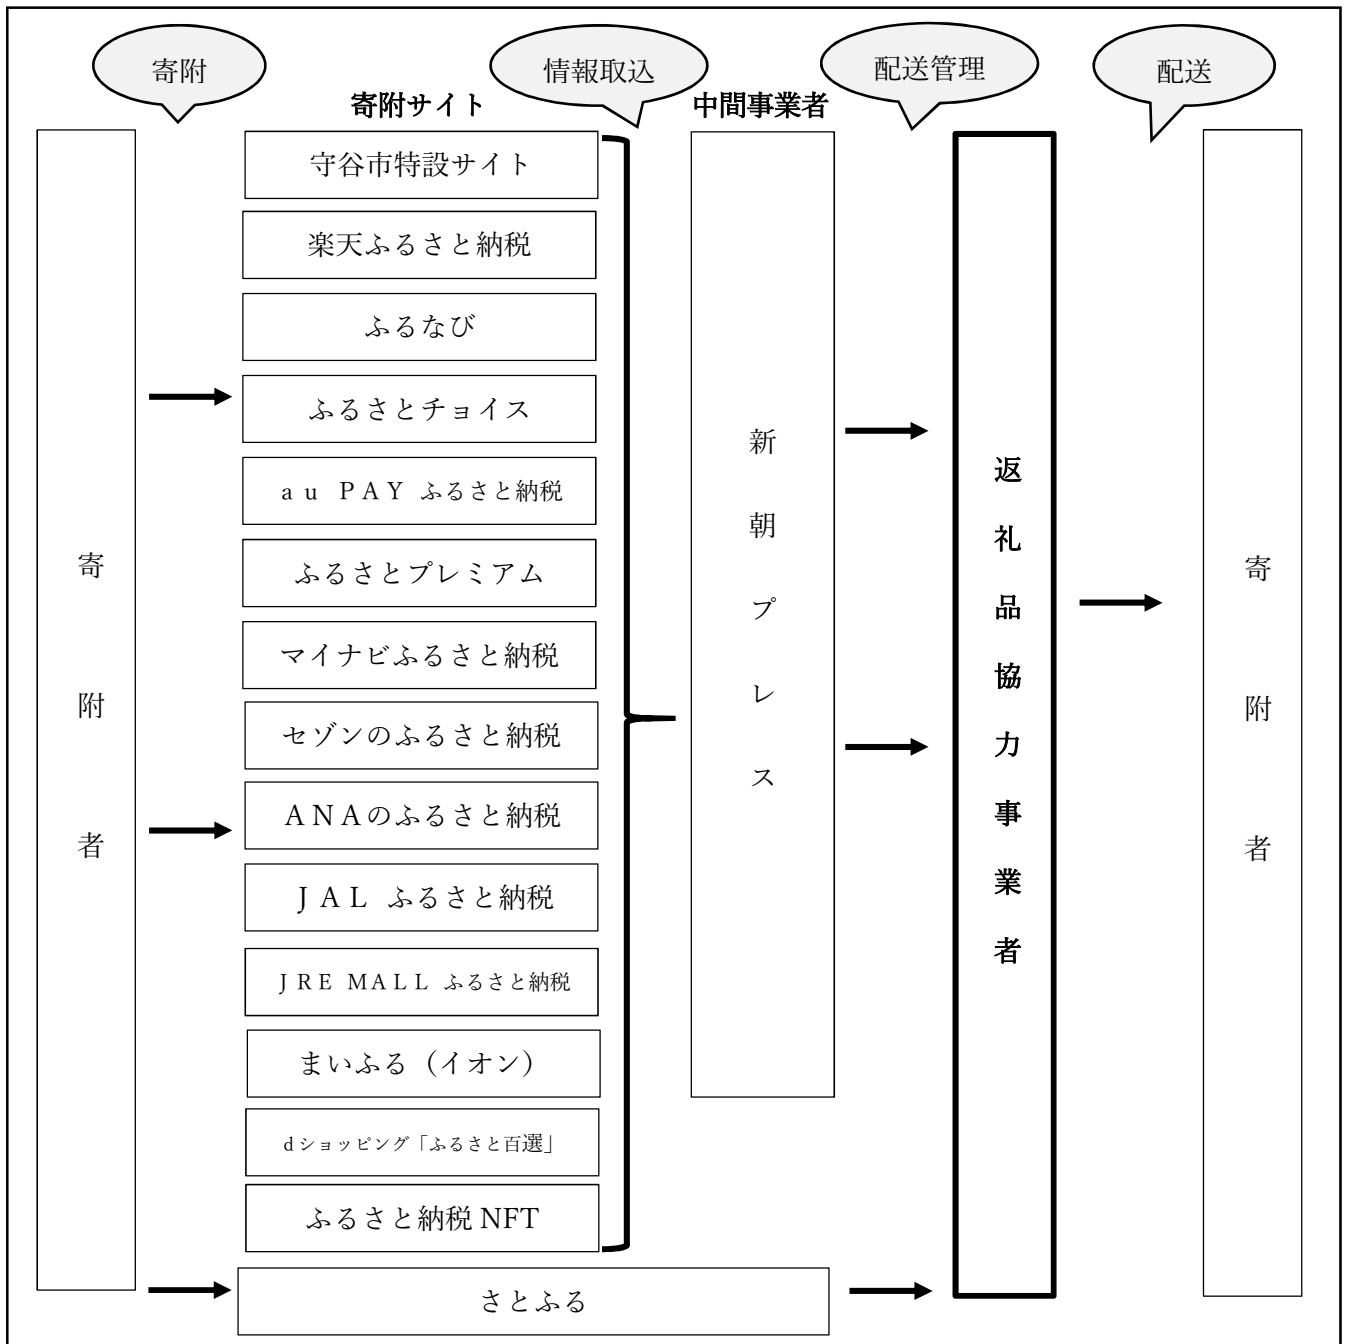 寄附
情報取込
配送管理
配送
寄附サイト
中間事業者
寄附者
守谷市特設サイト
楽天ふるさと納税
ふるなび
ふるさとチョイス
ａｕ ＰＡＹ ふるさと納税
ふるさとプレミアム
マイナビふるさと納税
セゾンのふるさと納税
ＡＮＡのふるさと納税
ＪＡＬ ふるさと納税
ＪＲＥ ＭＡＬＬ ふるさと納税
まいふる（イオン）
ｄショッピング「ふるさと百選」
ふるさと納税 NFT
さとふる
新朝プレス
返礼品協力事業者
寄附者